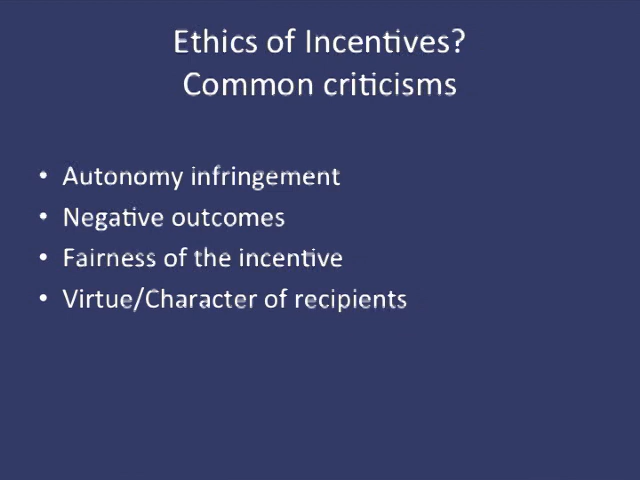 Ethics of Incentives?
Common criticisms
• Autonomy infringement
• Negative outcomes
• Fairness of the incentive
• Virtue/Character of recipients